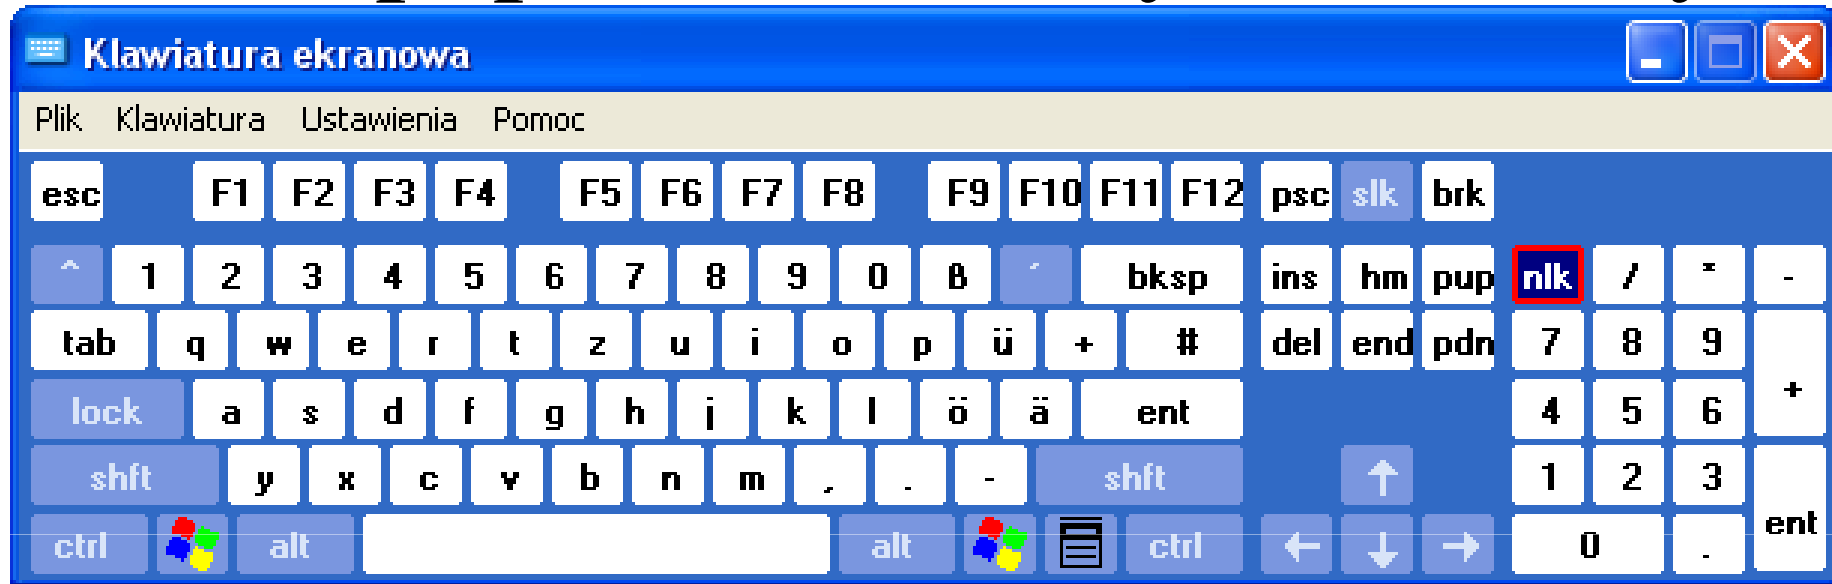 Klawiatura ekranowa
Plik Klawiatura Ustawienia Pomoc
esc F1 F2 F3 F4 F5 F6 F7 F8 F9 F10 F11 F12 psc slk brk
^ 1 2 3 4 5 6 7 8 9 0 ß ´ bksp ins hm pup nlk / * -
tab q w e r t z u i o p ü + # del end pdn 7 8 9
lock a s d f g h j k l ö ä ent 4 5 6 +
shft y x c v b n m , . - shft ↑ 1 2 3
ctrl alt alt ctrl ← ↓ → 0 . ent